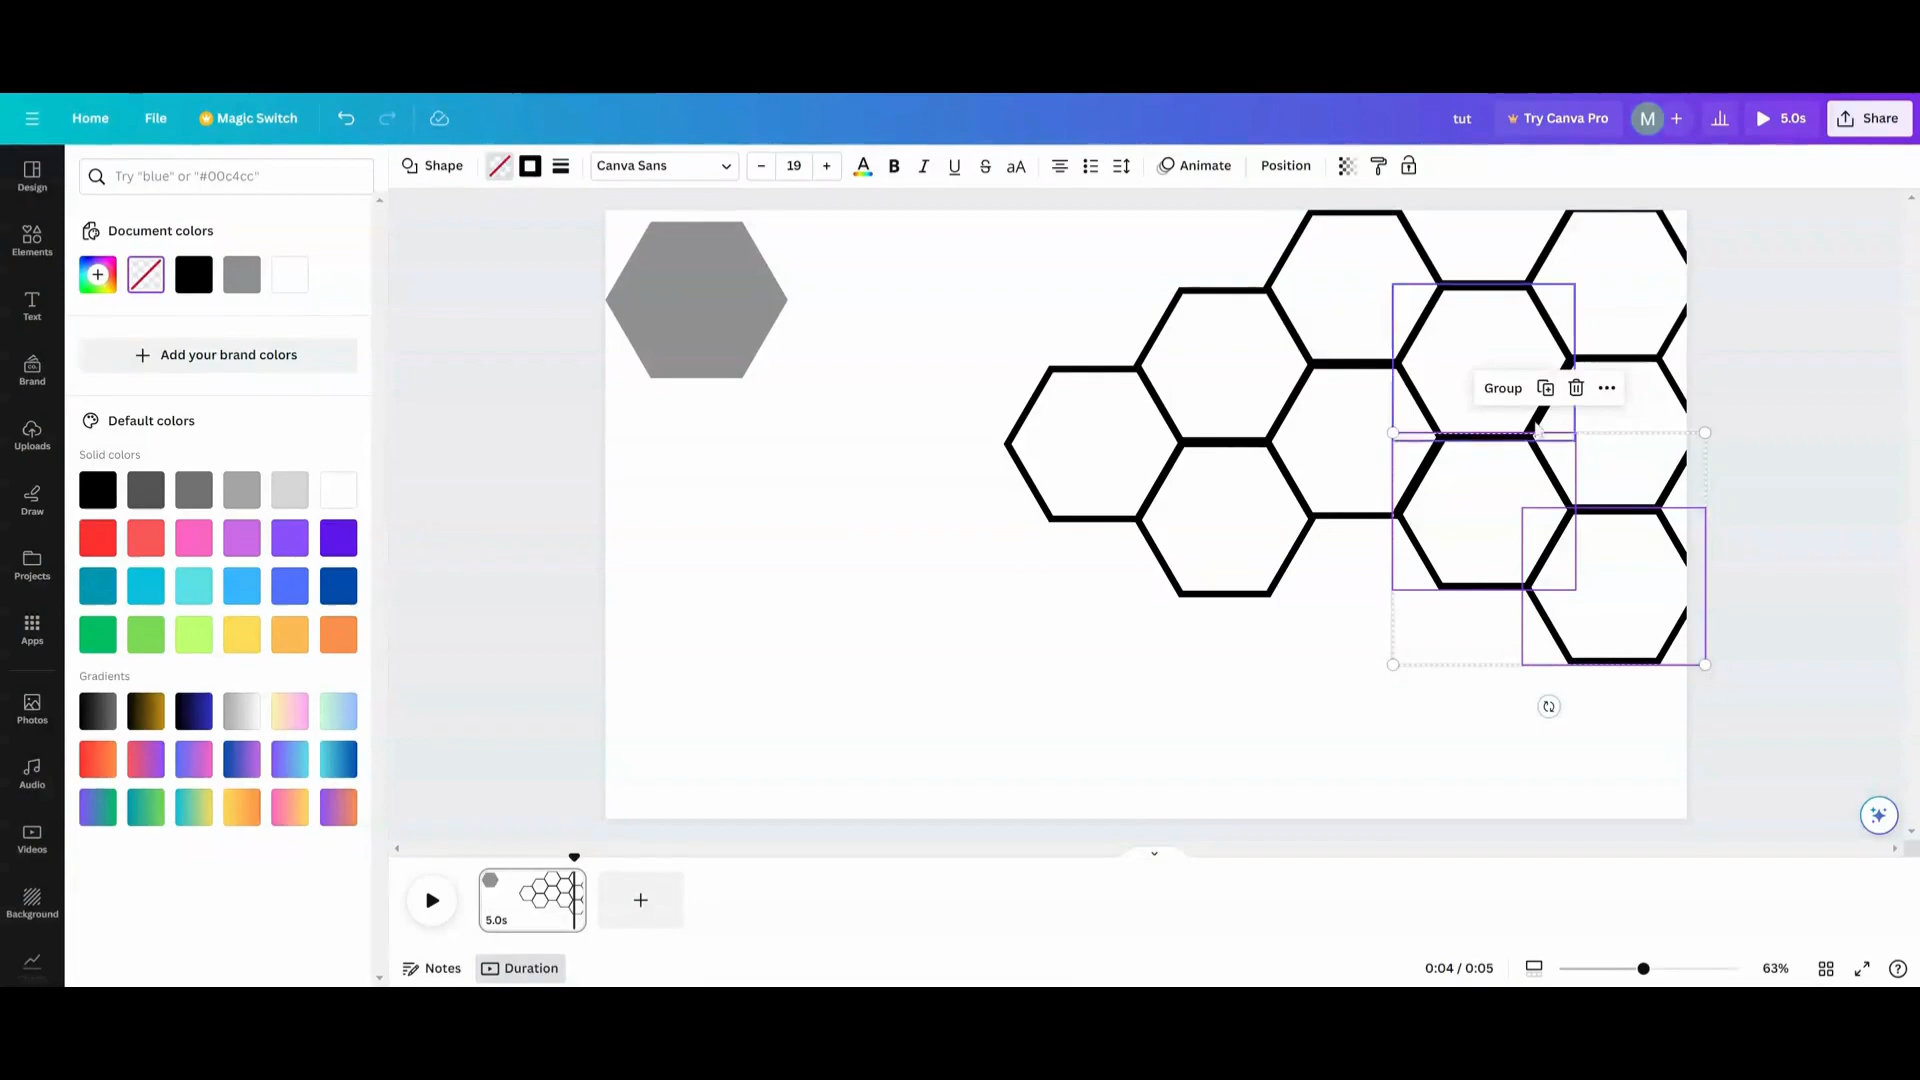 Home File Magic Switch tut Try Canva Pro M 5.0s Share
Design
Elements
Text
Brand
Uploads
Draw
Projects
Apps
Photos
Audio
Videos
Background
Try "blue" or "#00c4cc"
Document colors
Add your brand colors
Default colors
Solid colors
Gradients
Shape Canva Sans 19 A B I U S aA Animate Position
Group
5.0s
Notes Duration 0:04 / 0:05 63%